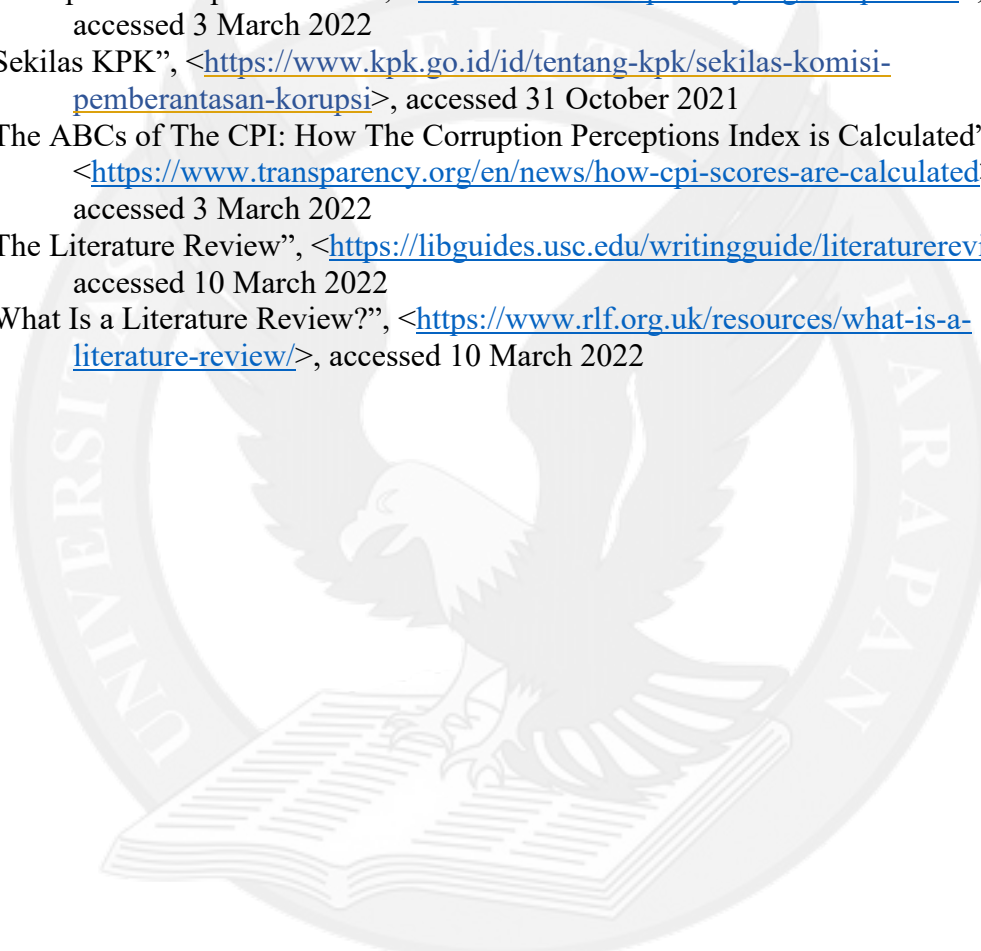 accessed 3 March 2022
Sekilas KPK”, <https://www.kpk.go.id/id/tentang-kpk/sekilas-komisi-
pemberantasan-korupsi>, accessed 31 October 2021
The ABCs of The CPI: How The Corruption Perceptions Index is Calculated”
<https://www.transparency.org/en/news/how-cpi-scores-are-calculated>
accessed 3 March 2022
The Literature Review”, <https://libguides.usc.edu/writingguide/literaturerevi
accessed 10 March 2022
What Is a Literature Review?”, <https://www.rlf.org.uk/resources/what-is-a-
literature-review/>, accessed 10 March 2022
UNIVERSITAS PELITA HARAPAN